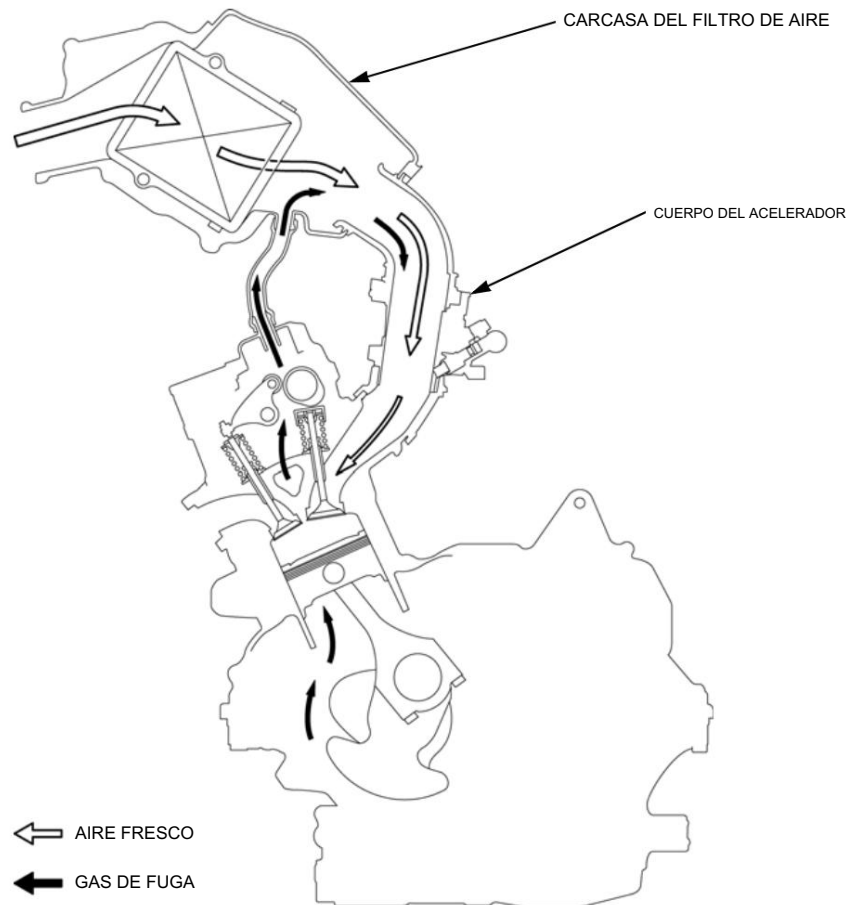 CARCASA DEL FILTRO DE AIRE
CUERPO DEL ACELERADOR
AIRE FRESCO
GAS DE FUGA